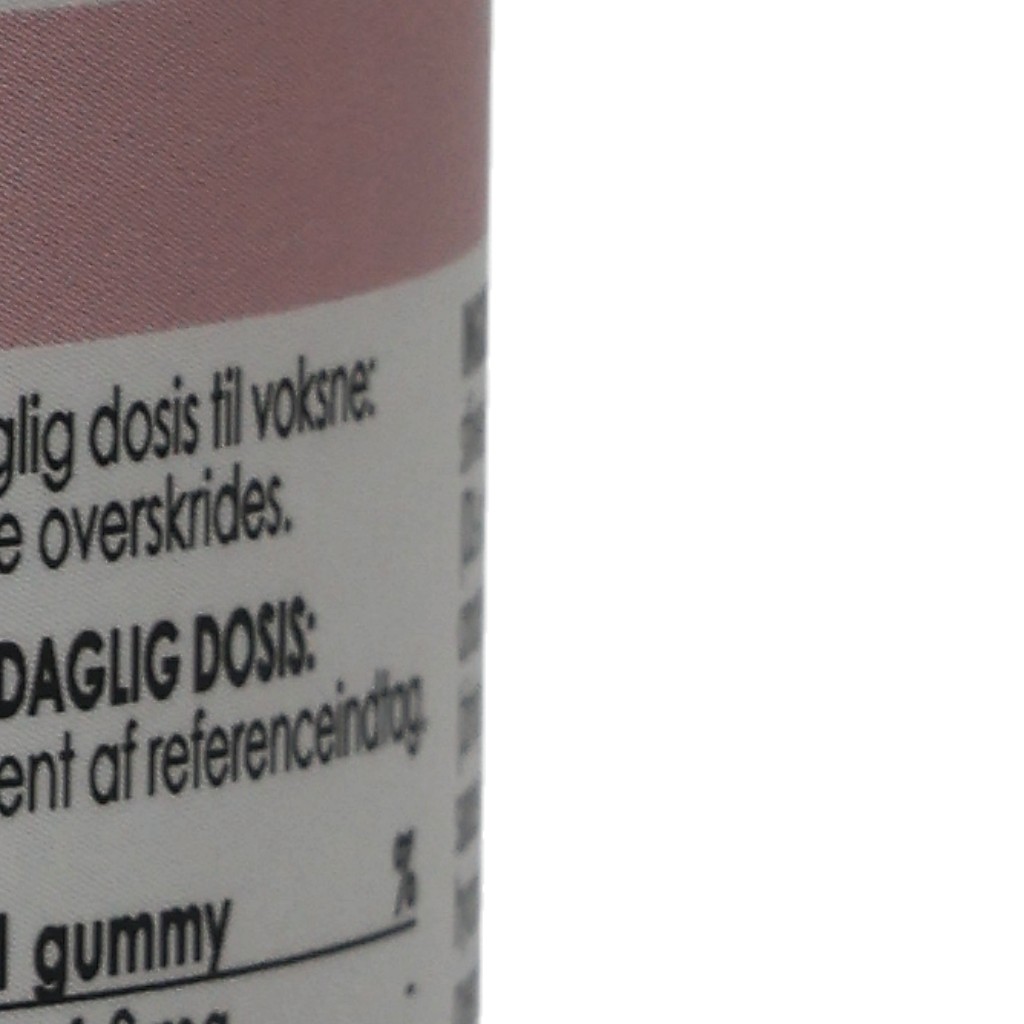 glig dosis til voksne:
e overskrides.
DAGLIG DOSIS:
ent af referenceindtag.
%
1 gummy